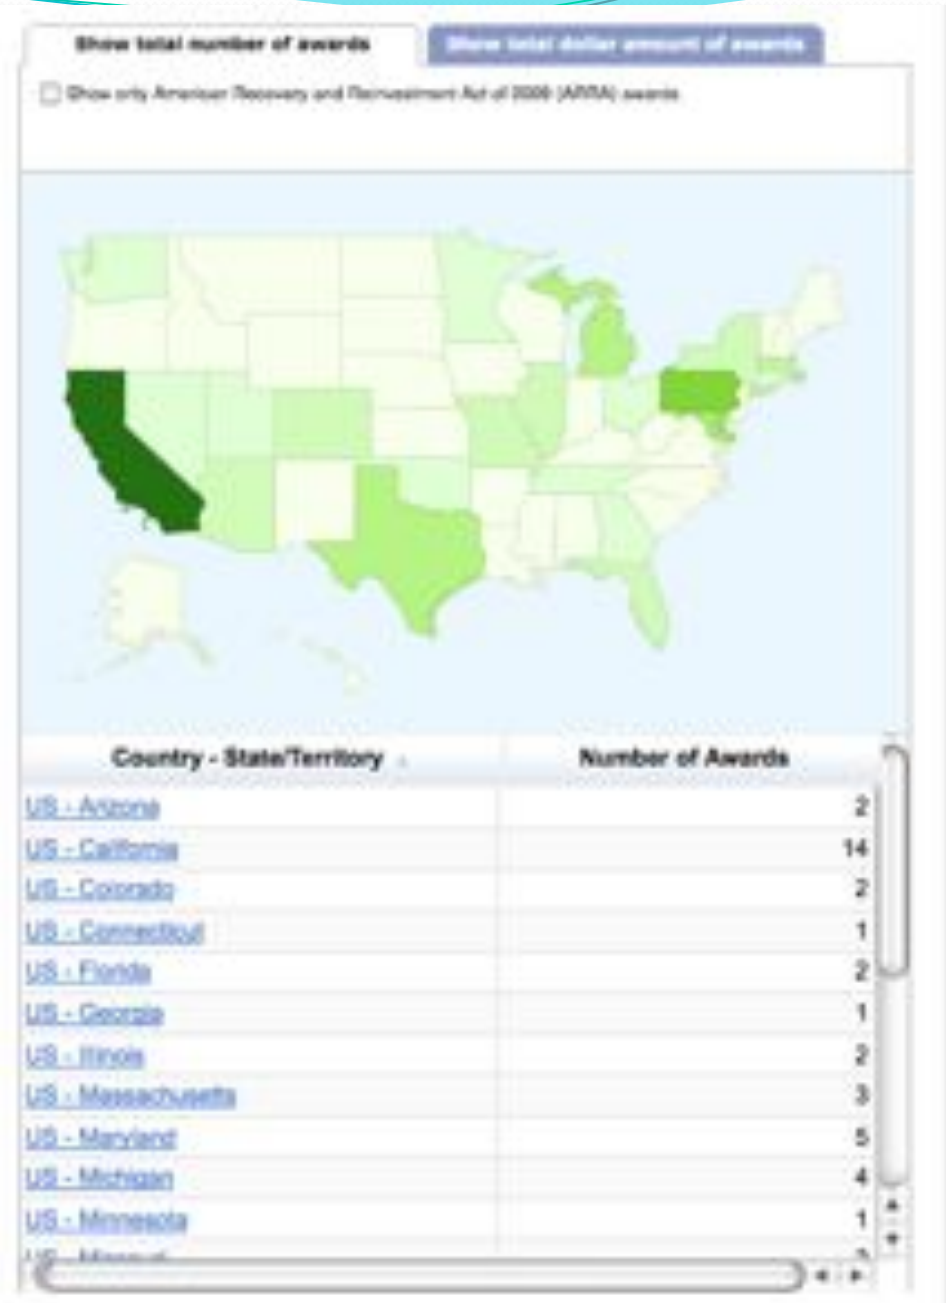 Show total number of awards
Show total dollar amount of awards
Show only American Recovery and Reinvestment Act of 2009 (ARRA) awards
Country - State/Territory
Number of Awards
US - Arizona 2
US - California 14
US - Colorado 2
US - Connecticut 1
US - Florida 2
US - Georgia 1
US - Illinois 2
US - Massachusetts 3
US - Maryland 5
US - Michigan 4
US - Minnesota 1
US - Missouri